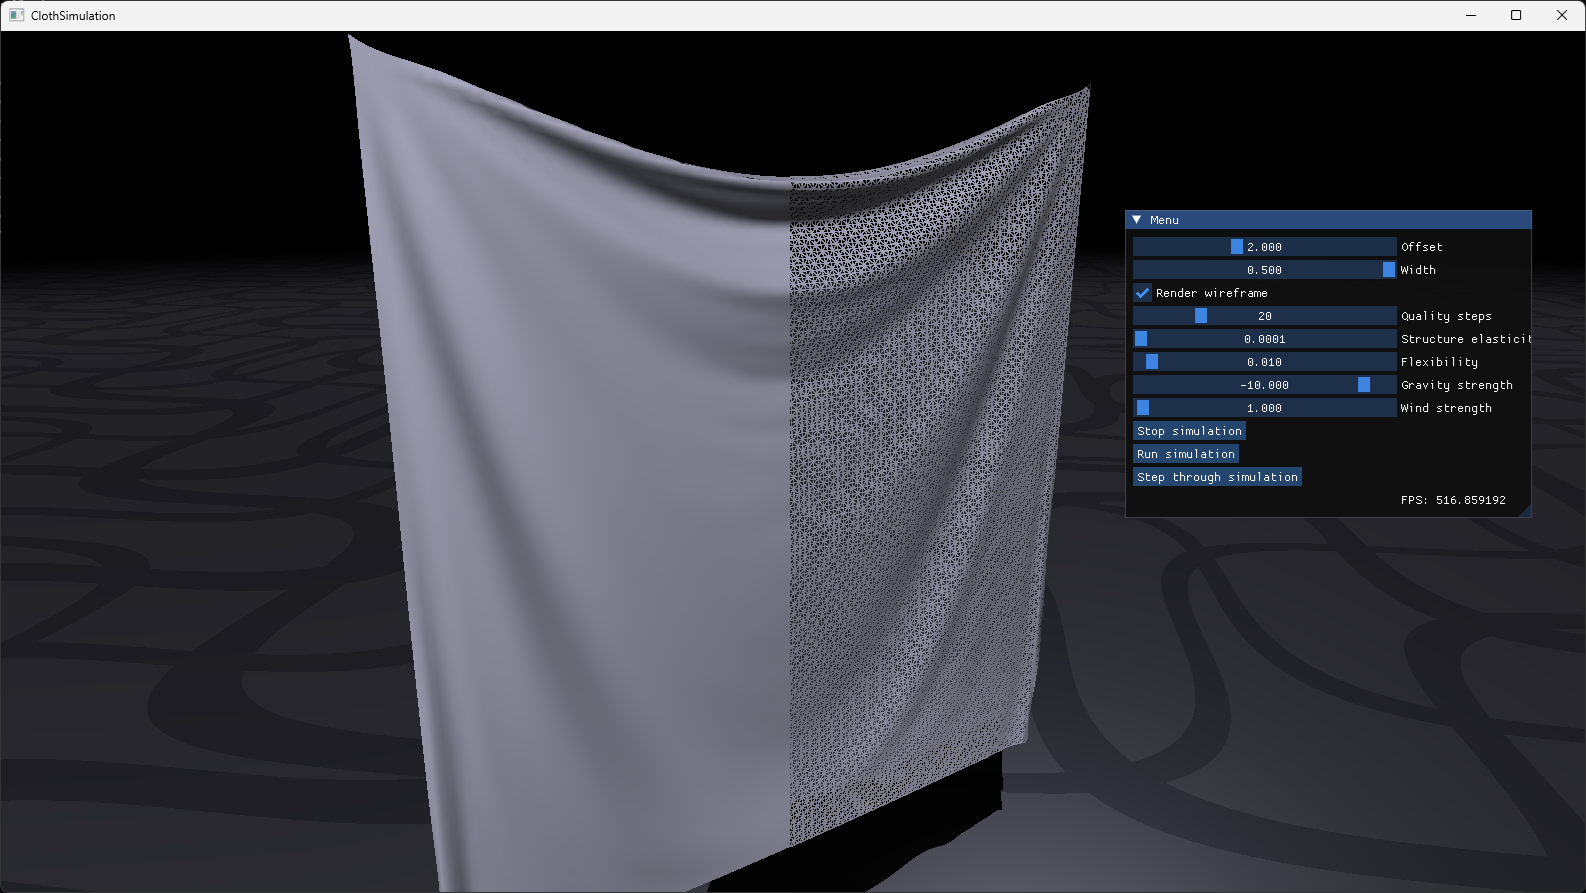 ClothSimulation
Menu
2.000 Offset
0.500 Width
Render wireframe
20 Quality steps
0.0001 Structure elasticit
0.010 Flexibility
-10.000 Gravity strength
1.000 Wind strength
Stop simulation
Run simulation
Step through simulation
FPS: 516.859192